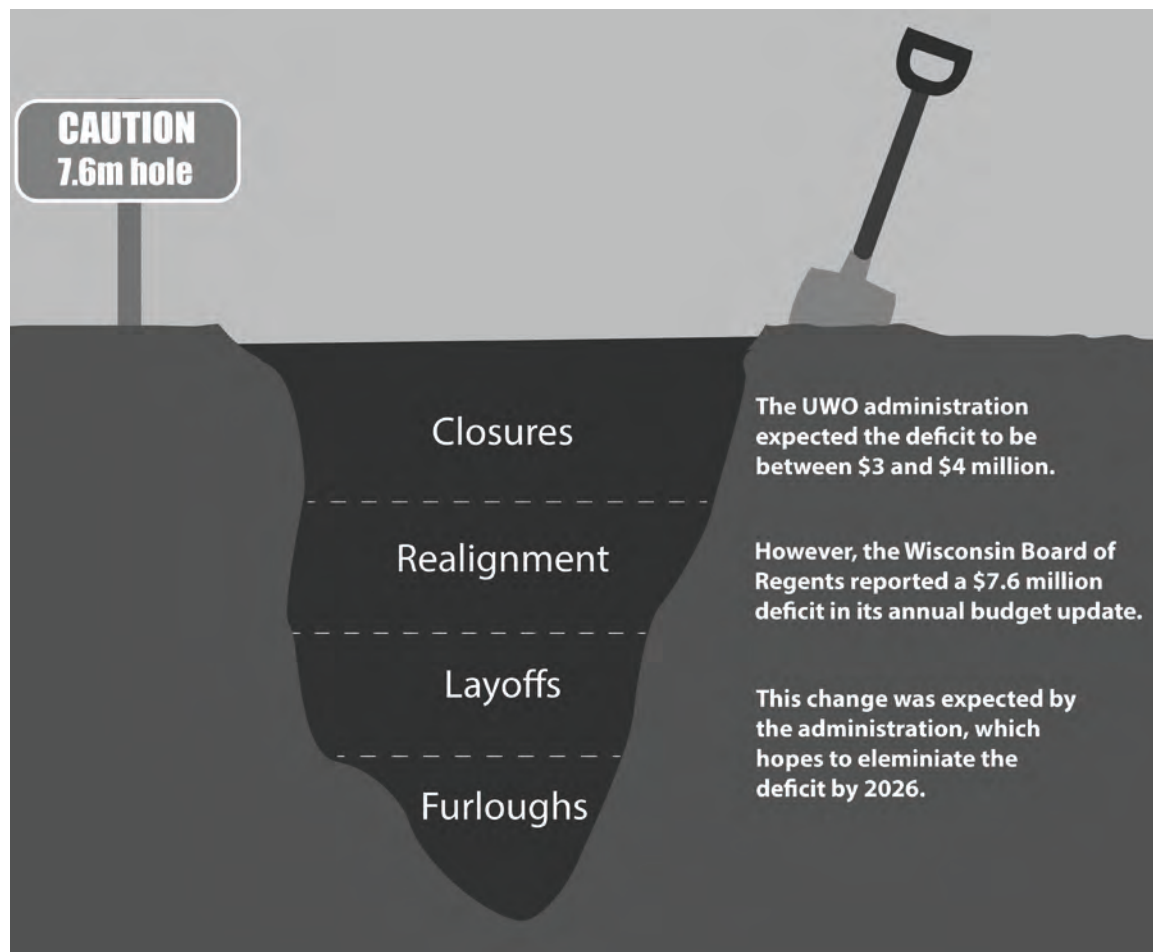 CAUTION
7.6m hole
Closures
Realignment
Layoffs
Furloughs
The UWO administration
expected the deficit to be
between $3 and $4 million.
However, the Wisconsin Board of
Regents reported a $7.6 million
deficit in its annual budget update.
This change was expected by
the administration, which
hopes to eleminiate the
deficit by 2026.